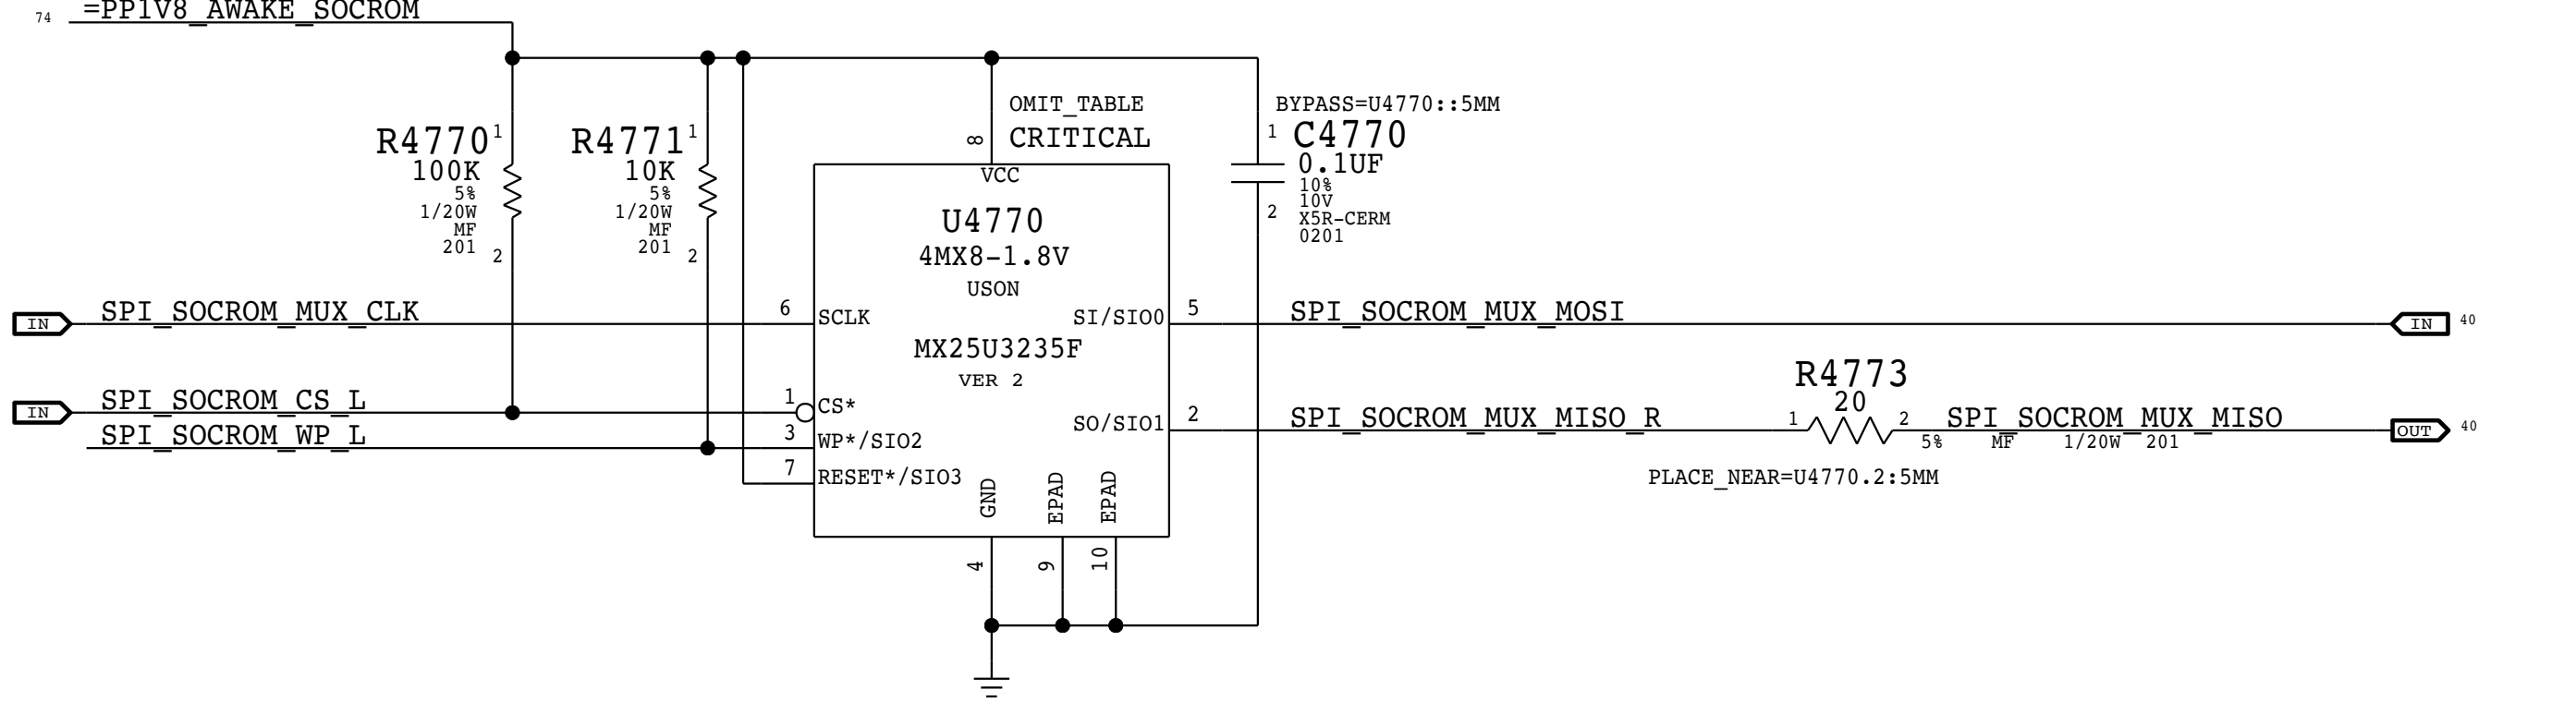 74 =PP1V8_AWAKE_SOCROM
OMIT_TABLE
CRITICAL
BYPASS=U4770::5MM
R4770 1
100K
5%
1/20W
MF
201
2
R4771 1
10K
5%
1/20W
MF
201
2
8
VCC
U4770
4MX8-1.8V
USON
MX25U3235F
VER 2
1 C4770
0.1UF
10%
10V
2 X5R-CERM
0201
IN SPI_SOCROM_MUX_CLK 6 SCLK
SI/SIO0 5 SPI_SOCROM_MUX_MOSI IN 40
IN SPI_SOCROM_CS_L 1 CS*
SPI_SOCROM_WP_L 3 WP*/SIO2
7 RESET*/SIO3
SO/SIO1 2 SPI_SOCROM_MUX_MISO_R
R4773
20
1 2
5% MF 1/20W 201
SPI_SOCROM_MUX_MISO OUT 40
PLACE_NEAR=U4770.2:5MM
GND EPAD EPAD
4 9 10